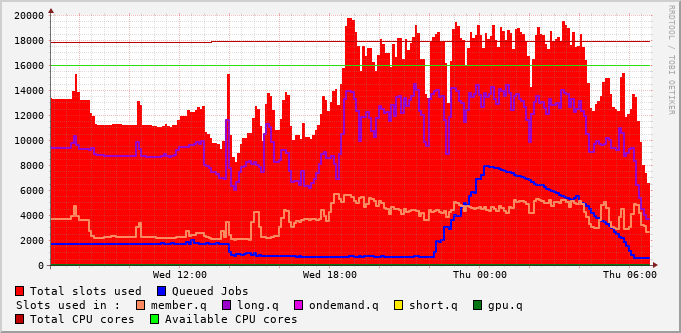 20000
18000
16000
14000
12000
10000
8000
6000
4000
2000
0
Wed 12:00 Wed 18:00 Thu 00:00 Thu 06:00
RRDTOOL / TOBI OETIKER
Total slots used Queued Jobs
Slots used in : member.q long.q ondemand.q short.q gpu.q
Total CPU cores Available CPU cores